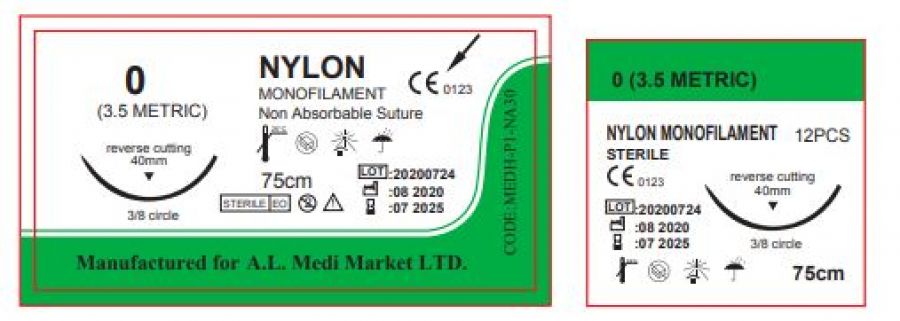 0
(3.5 METRIC)
reverse cutting
40mm
3/8 circle
NYLON
MONOFILAMENT
Non Absorbable Suture
CE 0123
75cm
STERILE EO
LOT :20200724
:08 2020
:07 2025
CODE:MEDH-P1-NA30
Manufactured for A.L. Medi Market LTD.
0 (3.5 METRIC)
NYLON MONOFILAMENT 12PCS
STERILE
CE 0123
LOT :20200724
:08 2020
:07 2025
reverse cutting
40mm
3/8 circle
75cm